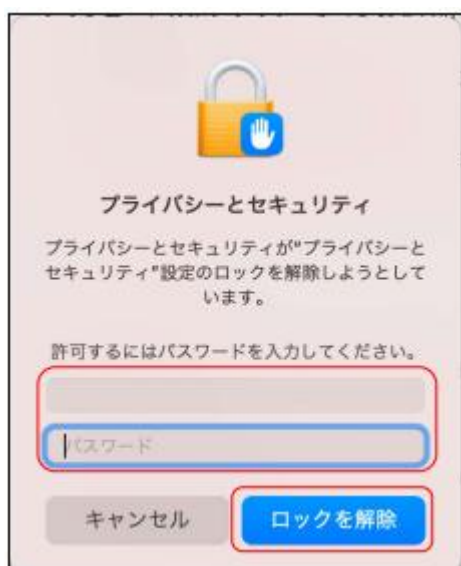 プライバシーとセキュリティ
プライバシーとセキュリティが"プライバシーと
セキュリティ"設定のロックを解除しようとして
います。
許可するにはパスワードを入力してください。
パスワード
キャンセル
ロックを解除